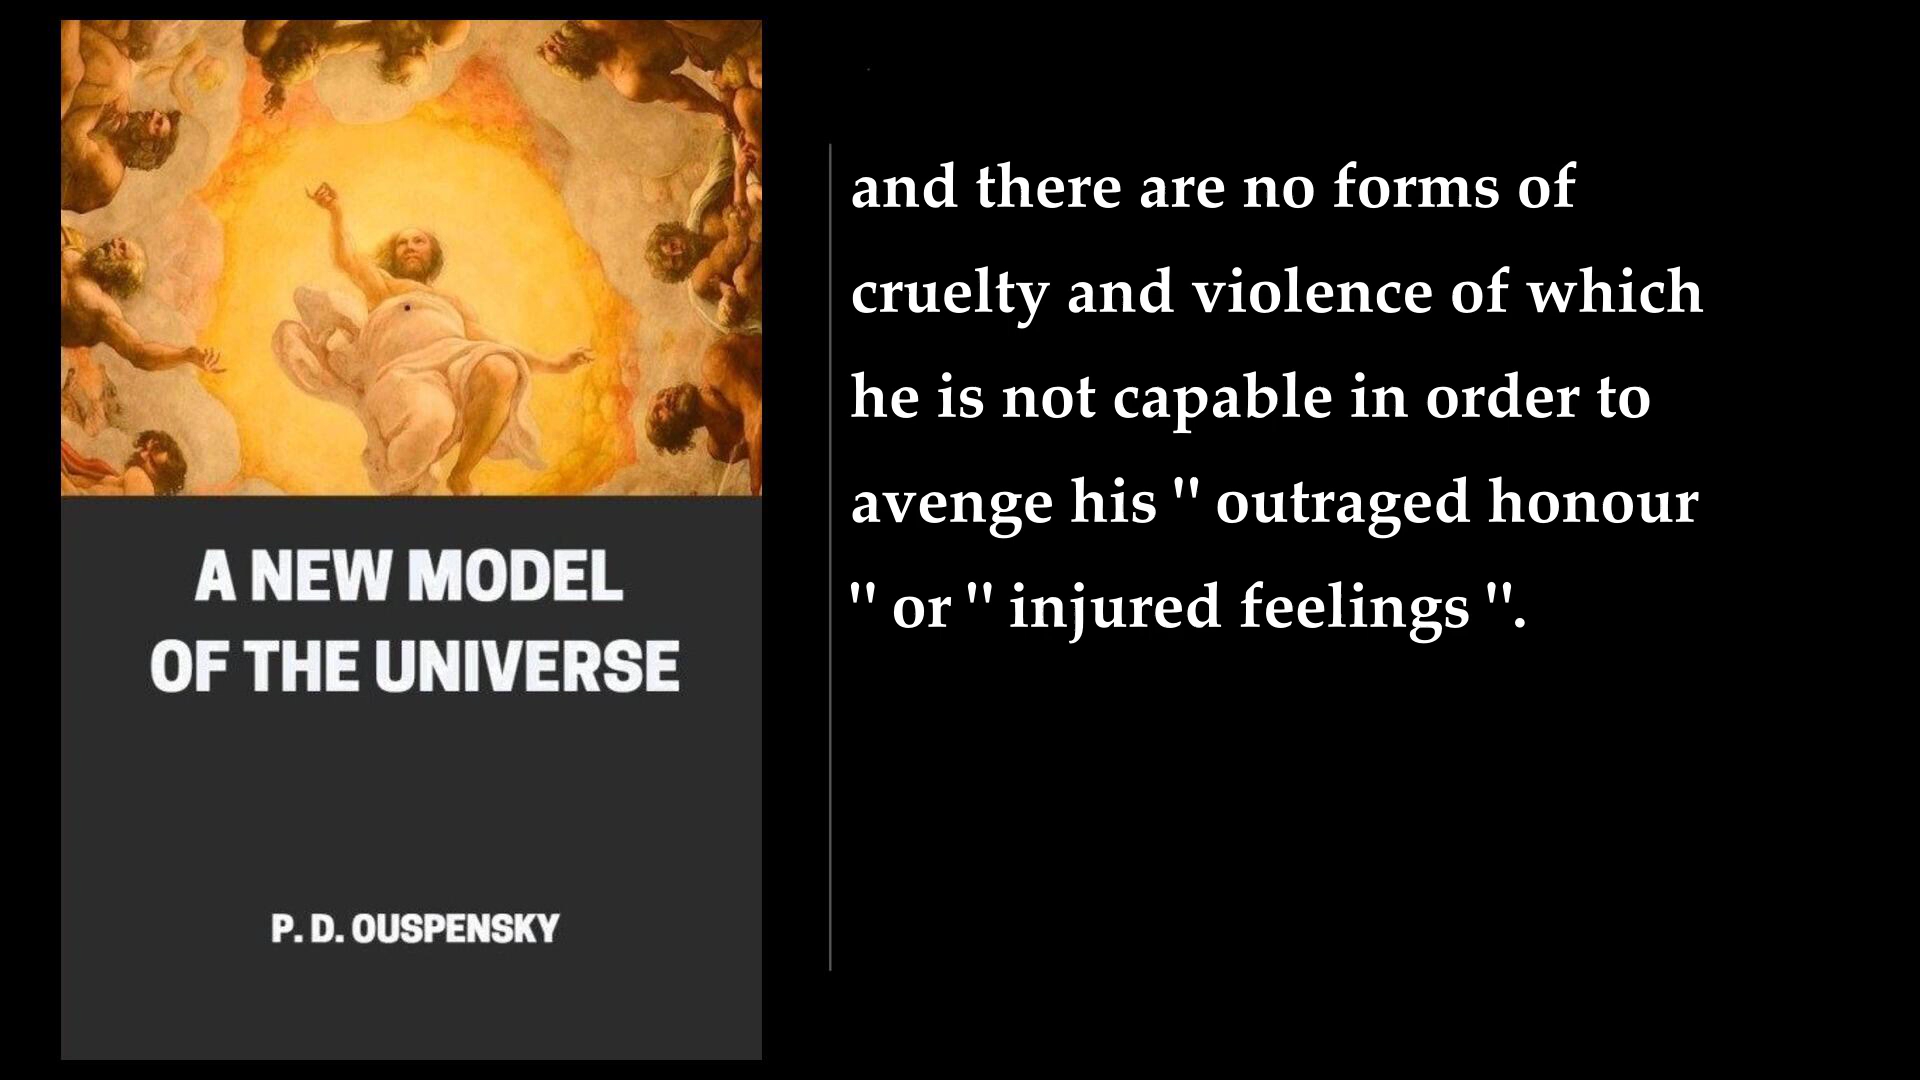 A NEW MODEL
OF THE UNIVERSE
P. D. OUSPENSKY
and there are no forms of
cruelty and violence of which
he is not capable in order to
avenge his " outraged honour
" or " injured feelings ".